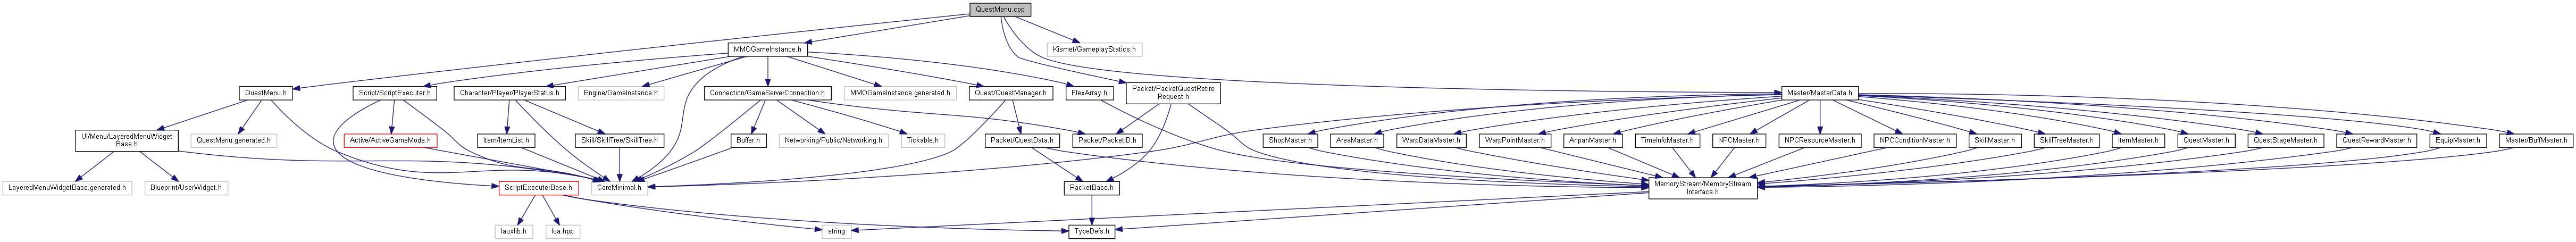 QuestMenu.cpp
MMOGameInstance.h
Kismet/GameplayStatics.h
QuestMenu.h
Script/ScriptExecuter.h
Character/Player/PlayerStatus.h
Engine/GameInstance.h
Connection/GameServerConnection.h
MMOGameInstance.generated.h
Quest/QuestManager.h
FlexArray.h
Packet/PacketQuestRetire
Request.h
Master/MasterData.h
UI/Menu/LayeredMenuWidget
Base.h
QuestMenu.generated.h
Active/ActiveGameMode.h
Item/ItemList.h
Skill/SkillTree/SkillTree.h
Buffer.h
Networking/Public/Networking.h
Tickable.h
Packet/QuestData.h
Packet/PacketID.h
ShopMaster.h
AreaMaster.h
WarpDataMaster.h
WarpPointMaster.h
AnpanMaster.h
TimeInfoMaster.h
NPCMaster.h
NPCResourceMaster.h
NPCConditionMaster.h
SkillMaster.h
SkillTreeMaster.h
ItemMaster.h
QuestMaster.h
QuestStageMaster.h
QuestRewardMaster.h
EquipMaster.h
Master/BuffMaster.h
LayeredMenuWidgetBase.generated.h
Blueprint/UserWidget.h
ScriptExecuterBase.h
CoreMinimal.h
PacketBase.h
MemoryStream/MemoryStream
Interface.h
lauxlib.h
lua.hpp
string
TypeDefs.h